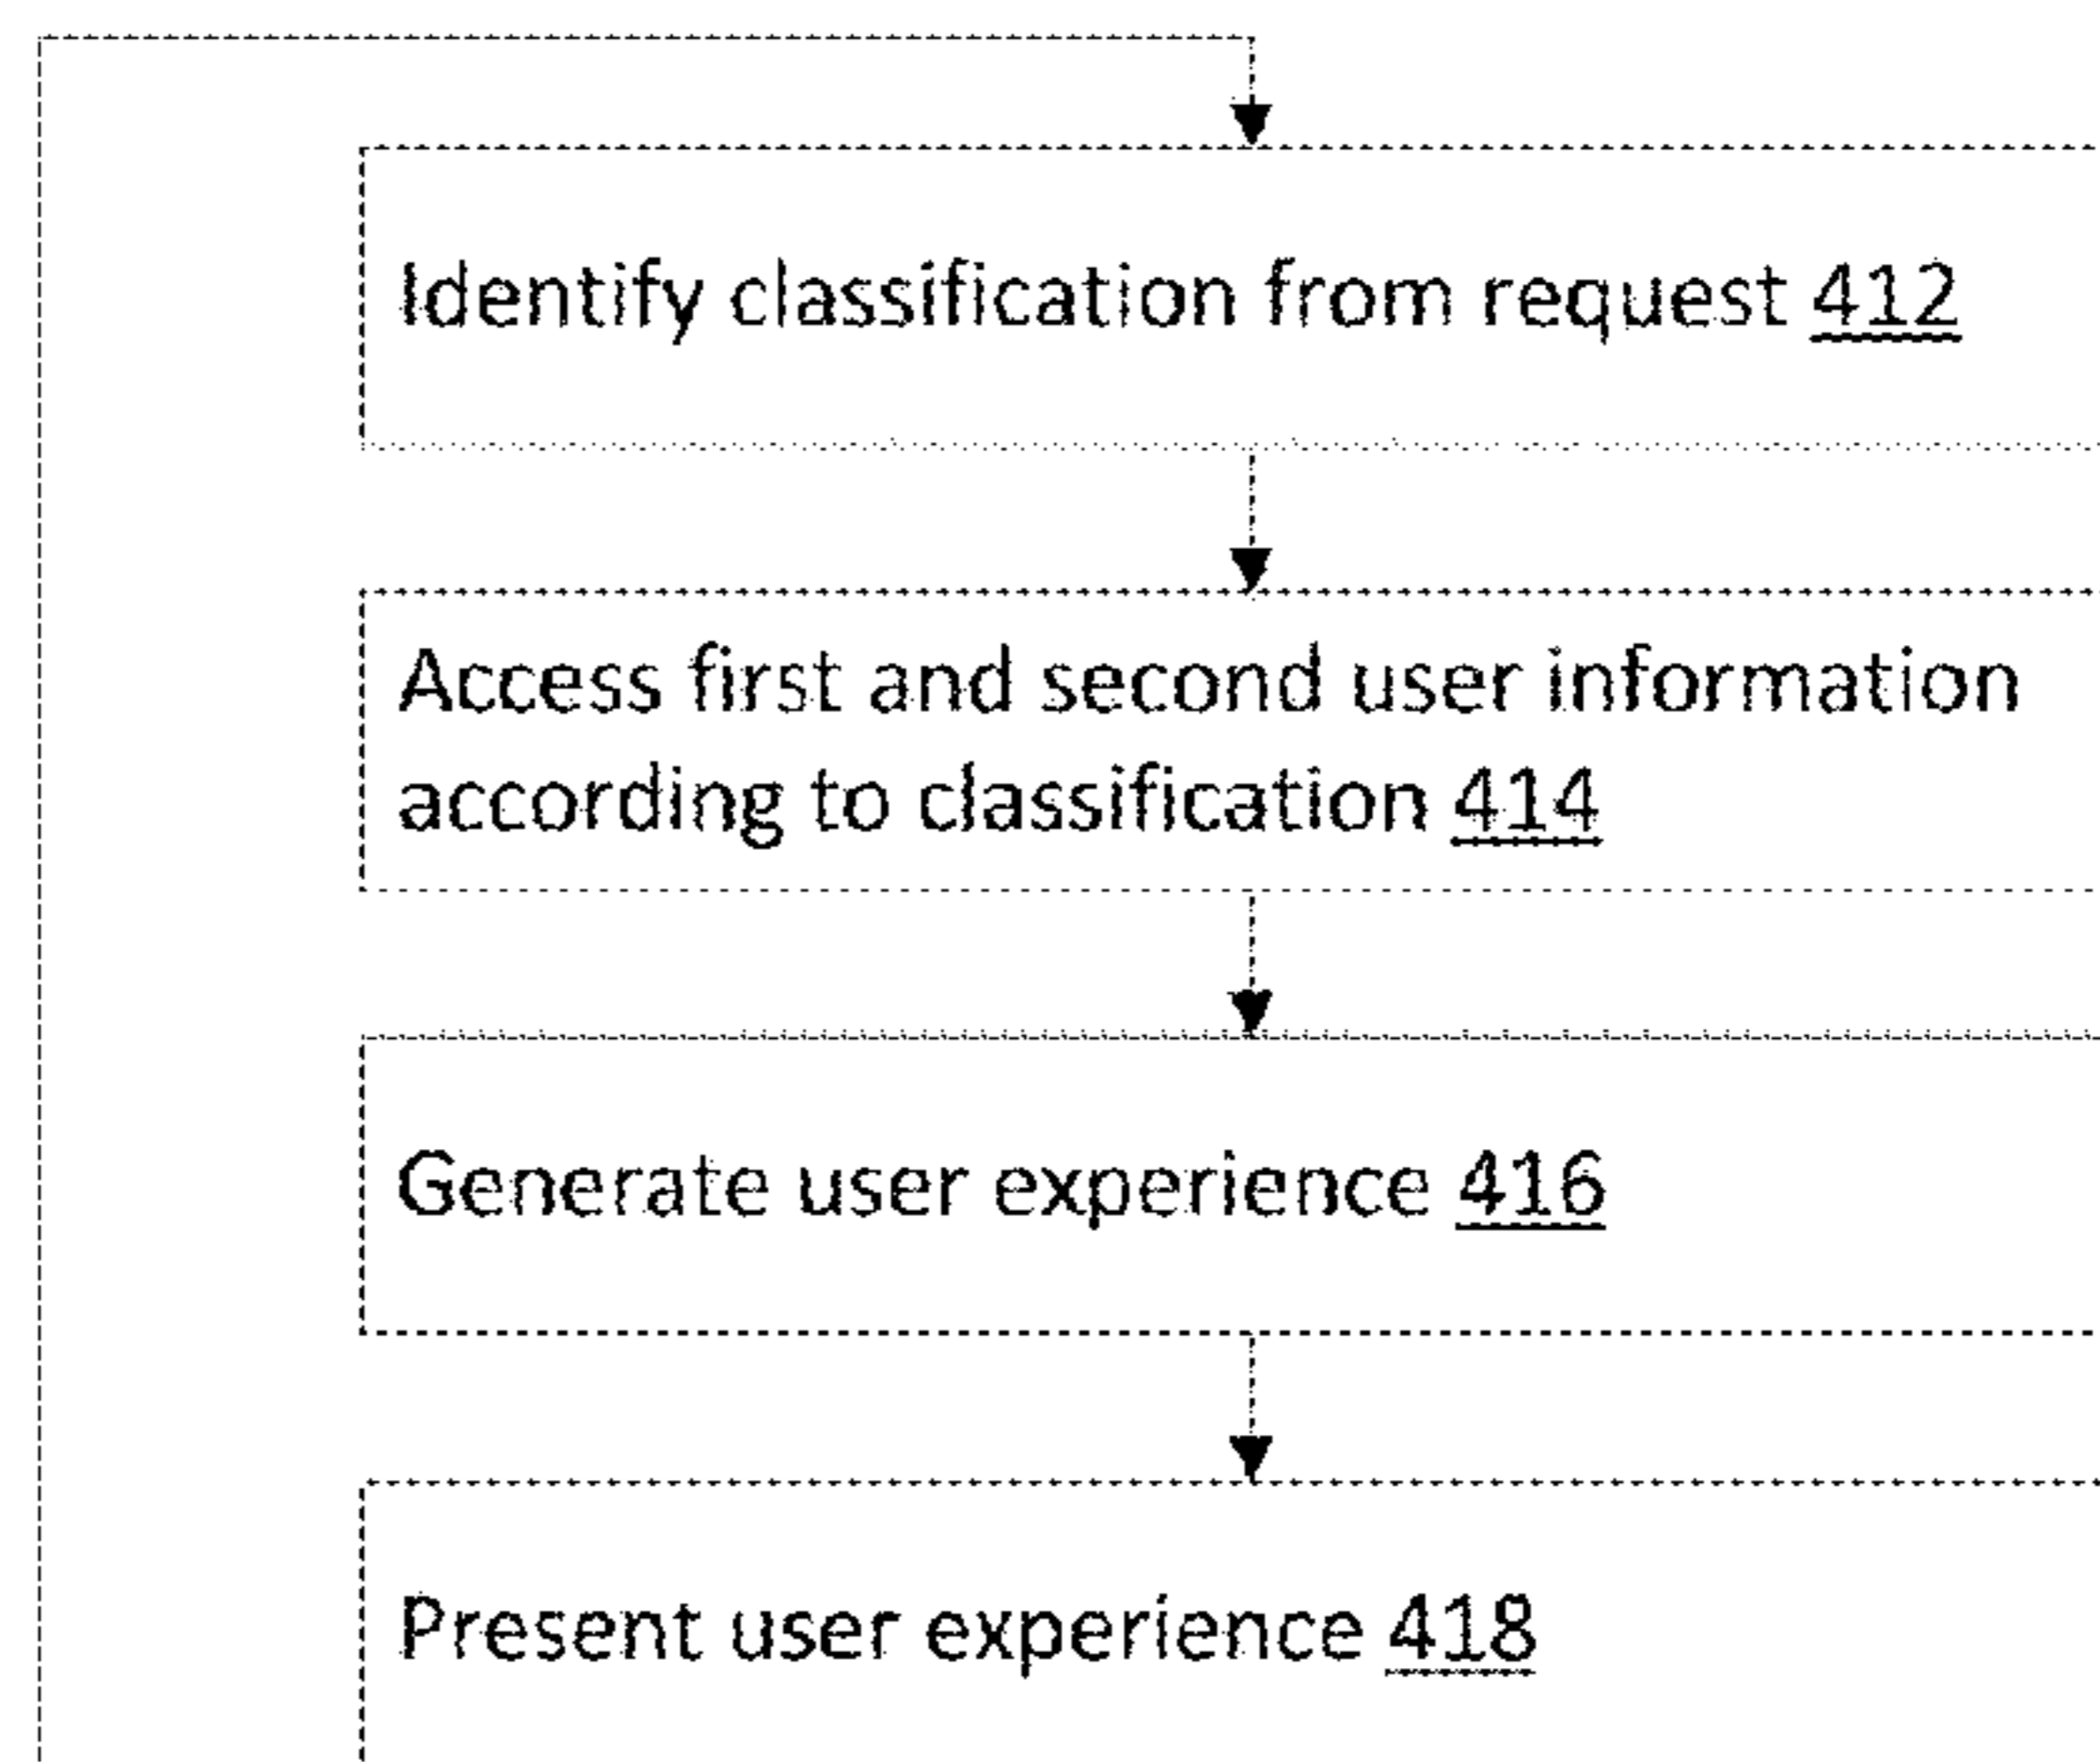 Identify classification from request 412
Access first and second user information
according to classification 414
Generate user experience 416
Present user experience 418